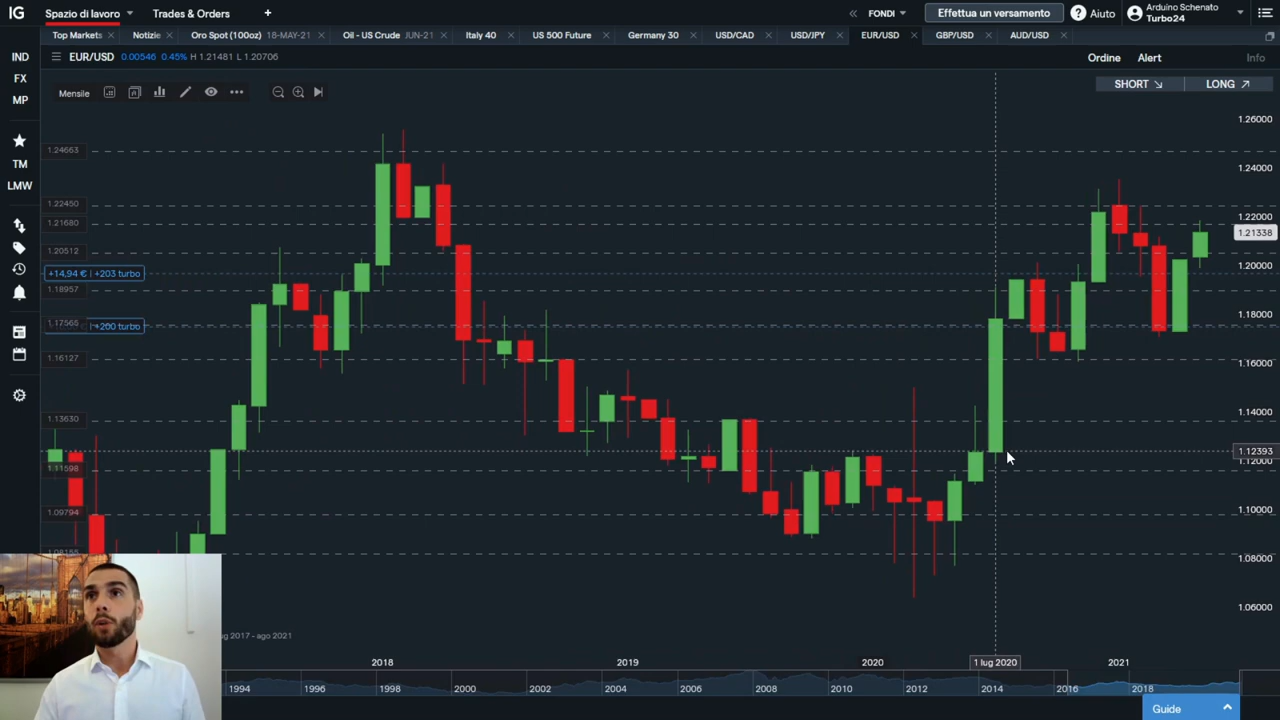 IG
Spazio di lavoro
Trades & Orders
+
FONDI
Effettua un versamento
? Aiuto
Arduino Schenato
Turbo24
Top Markets
Notizie
Oro Spot (100oz) 18-MAY-21
Oil - US Crude JUN-21
Italy 40
US 500 Future
Germany 30
USD/CAD
USD/JPY
EUR/USD
GBP/USD
AUD/USD
IND
FX
MP
TM
LMW
EUR/USD 0.00546 0.45% H 1.21481 L 1.20706
Ordine
Alert
Info
Mensile
SHORT
LONG
1.24663
1.22450
1.21680
1.20512
+14,94 € | +203 turbo
1.18957
1.17565
| +200 turbo
1.16127
1.13630
1.11698
1.09794
1.08155
1.26000
1.24000
1.22000
1.21338
1.20000
1.18000
1.16000
1.14000
1.12393
1.12000
1.10000
1.08000
1.06000
g 2017 - ago 2021
2018
2019
2020
1 lug 2020
2021
1994
1996
1998
2000
2002
2004
2006
2008
2010
2012
2014
2016
2018
Guide